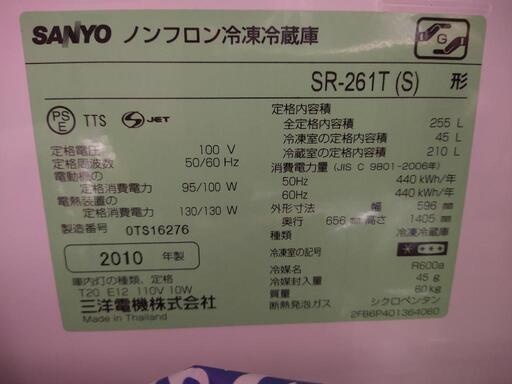 SANYO ノンフロン冷凍冷蔵庫
G
SR-261T (S) 形
PS E TTS S JET
定格電圧 100 V
定格周波数 50/60 Hz
電動機の
定格消費電力 95/100 W
電熱装置の
定格消費電力 130/130 W
製造番号 0TS16276
2010 年製
庫内灯の種類、定格
T20 E12 110V 10W
三洋電機株式会社
Made in Thailand
定格内容積
全定格内容積 255 L
冷凍室の定格内容積 45 L
冷蔵室の定格内容積 210 L
消費電力量 (JIS C 9801-2006年)
50Hz 440 kWh/年
60Hz 440 kWh/年
外形寸法 幅 596 mm
奥行 656 mm 高さ 1405 mm
種類 冷凍冷蔵庫
冷凍室の記号
冷媒名 R600a
冷媒封入量 45 g
質量 60 kg
断熱発泡ガス シクロペンタン
2FB6P401364060